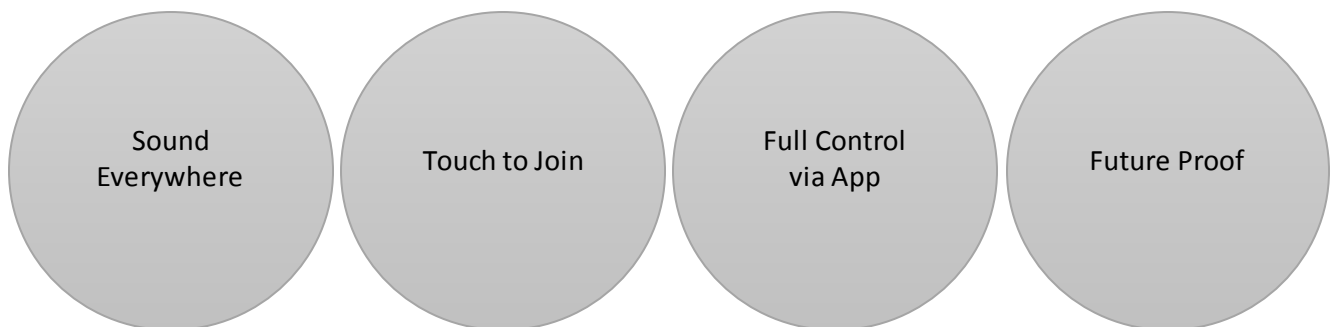 Sound
Everywhere
Touch to Join
Full Control
via App
Future Proof